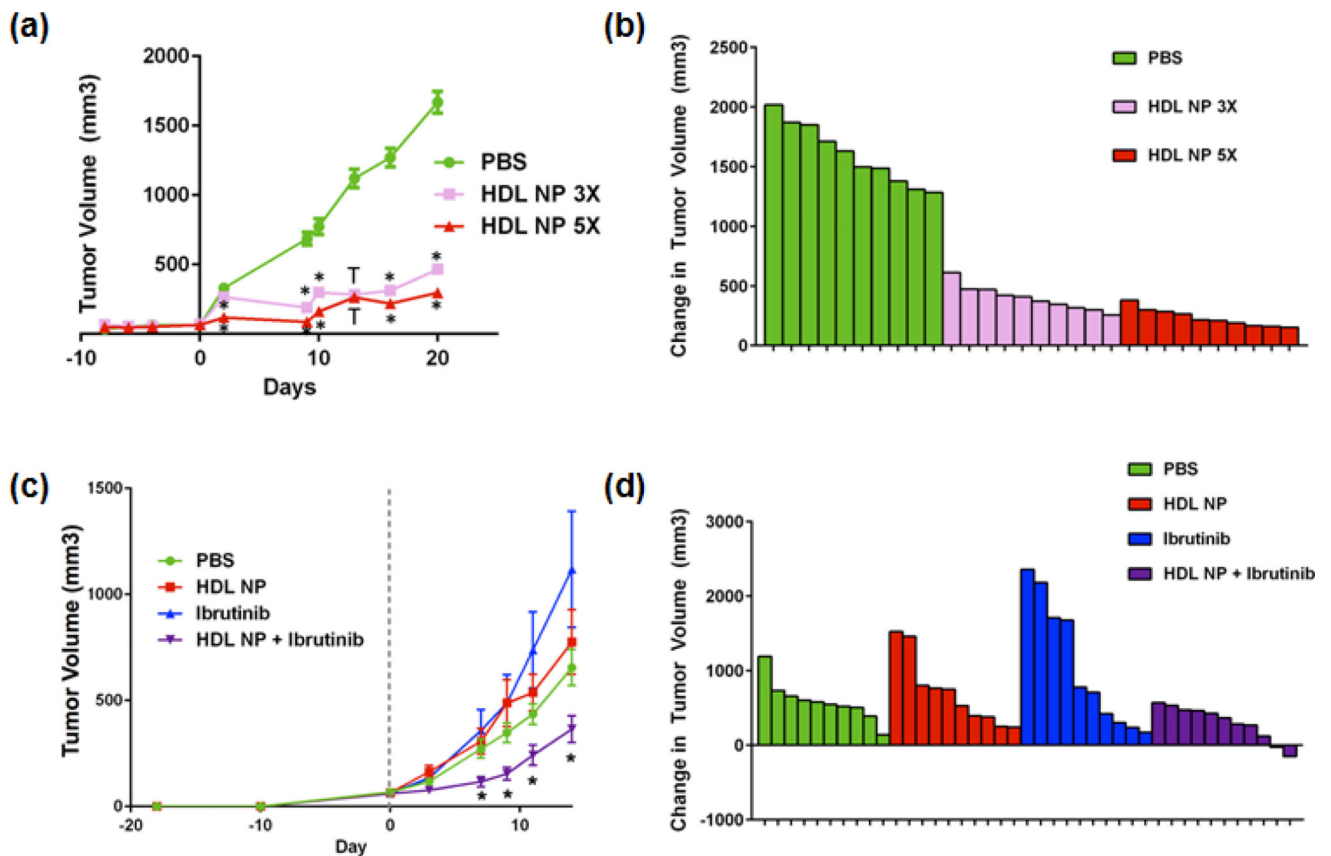 (a)
Tumor Volume (mm3)
2000
1500
1000
500
-10 0 10 20
Days
PBS
HDL NP 3X
HDL NP 5X
* * * T * *
* * * T * *
(b)
Change in Tumor Volume (mm3)
2500
2000
1500
1000
500
0
PBS
HDL NP 3X
HDL NP 5X
(c)
Tumor Volume (mm3)
1500
1000
500
0
-20 -10 0 10
Day
PBS
HDL NP
Ibrutinib
HDL NP + Ibrutinib
* * * *
(d)
Change in Tumor Volume (mm3)
3000
2000
1000
0
-1000
PBS
HDL NP
Ibrutinib
HDL NP + Ibrutinib